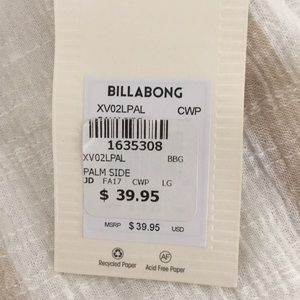 BILLABONG
XV02LPAL CWP
1635308
XV02LPAL BBG
PALM SIDE
JD FA17 CWP LG
$ 39.95
MSRP $ 39.95 USD
AF
Recycled Paper Acid Free Paper